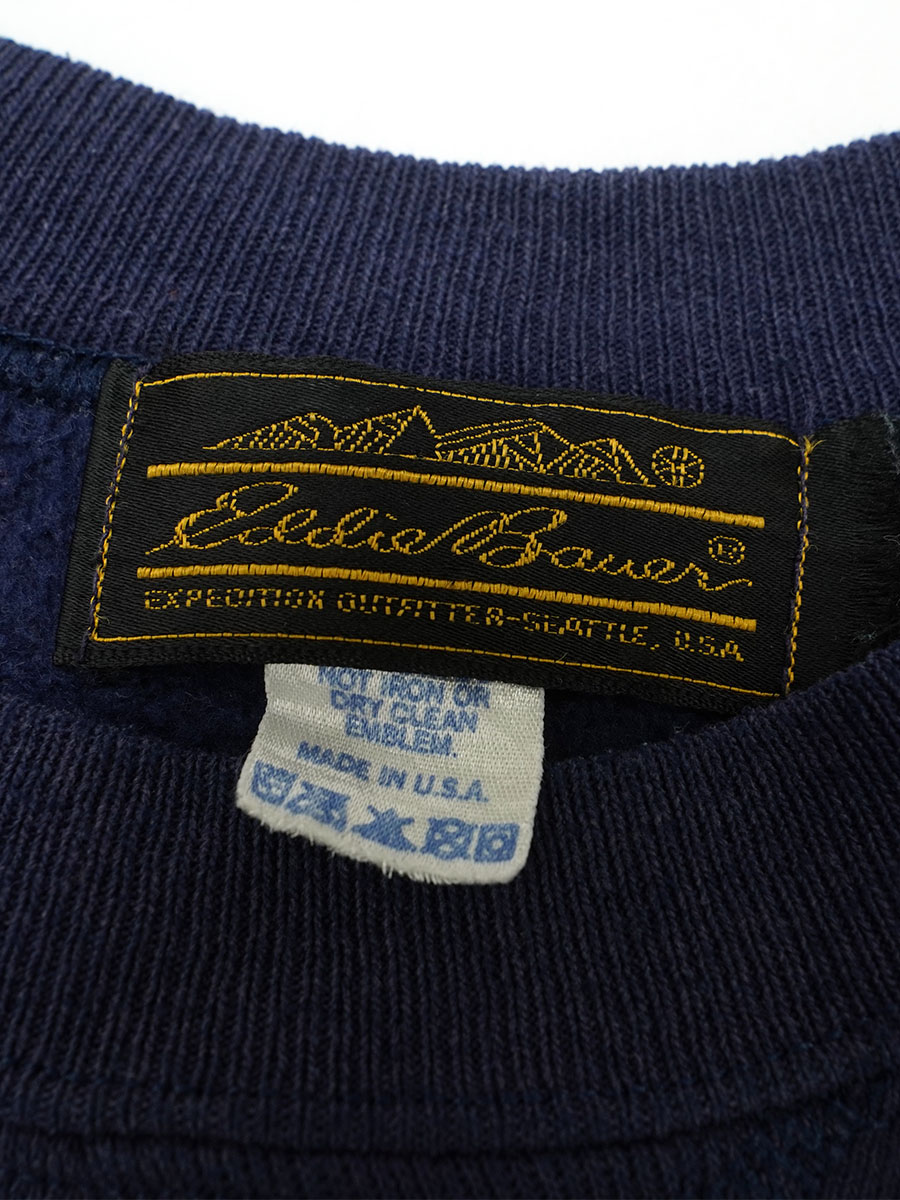 Eddie Bauer®
EXPEDITION OUTFITTER-SEATTLE, U.S.A
NOT IRON OR
DRY CLEAN
EMBLEM.
MADE IN U.S.A.